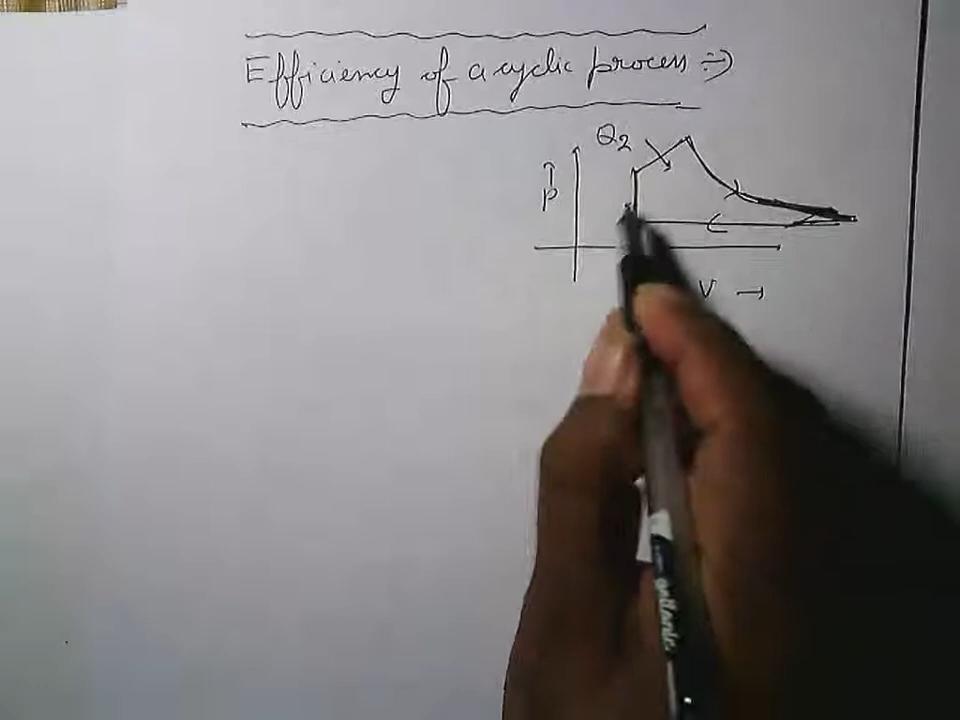 Efficiency of a cyclic process ⇒
Q2
P
V →